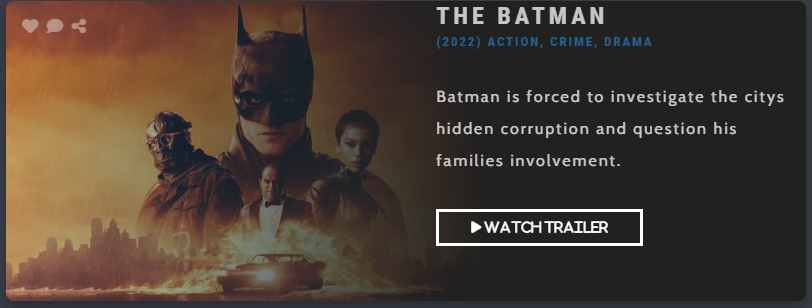 THE BATMAN
(2022) ACTION, CRIME, DRAMA
Batman is forced to investigate the citys
hidden corruption and question his
families involvement.
WATCH TRAILER